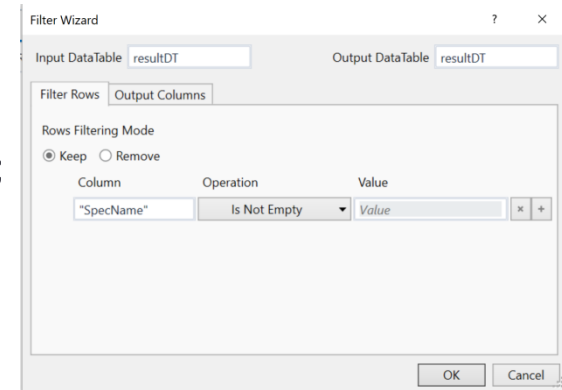 Filter Wizard ? ×
Input DataTable resultDT Output DataTable resultDT
Filter Rows Output Columns
Rows Filtering Mode
Keep Remove
Column Operation Value
"SpecName" Is Not Empty Value × +
OK Cancel